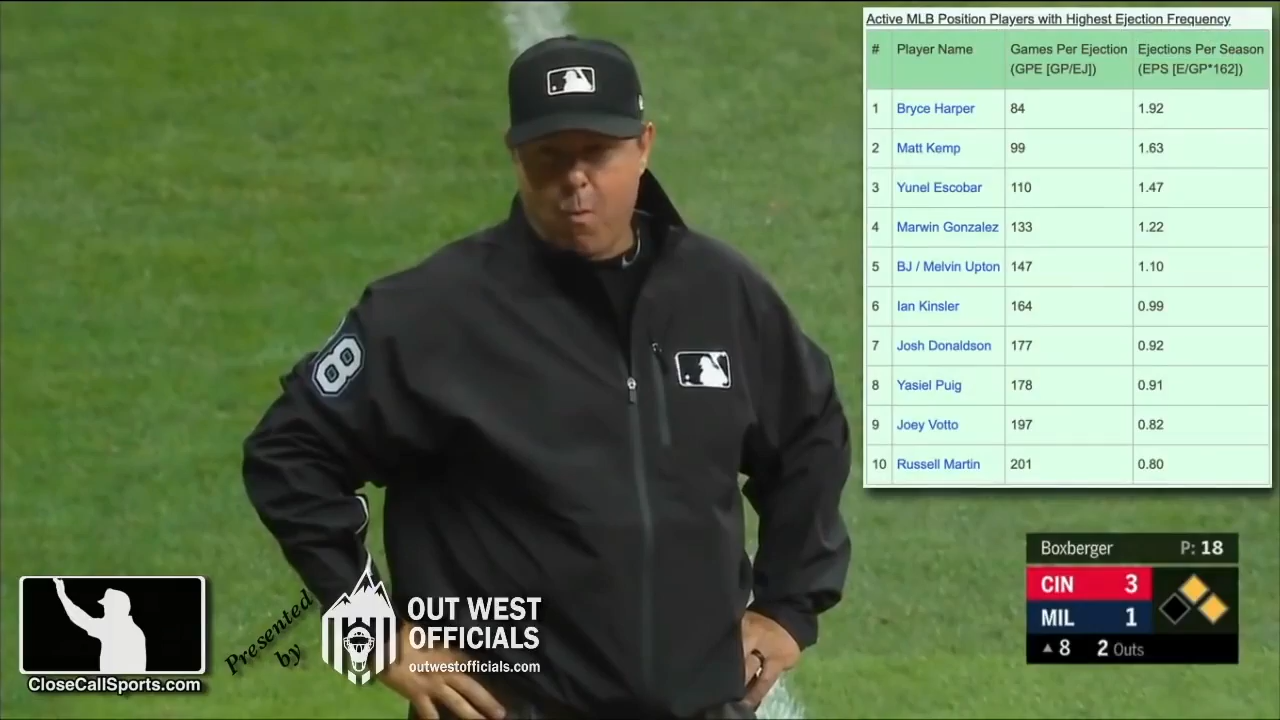 Active MLB Position Players with Highest Ejection Frequency
# Player Name Games Per Ejection (GPE [GP/EJ]) Ejections Per Season (EPS [E/GP*162])
1 Bryce Harper 84 1.92
2 Matt Kemp 99 1.63
3 Yunel Escobar 110 1.47
4 Marwin Gonzalez 133 1.22
5 BJ / Melvin Upton 147 1.10
6 Ian Kinsler 164 0.99
7 Josh Donaldson 177 0.92
8 Yasiel Puig 178 0.91
9 Joey Votto 197 0.82
10 Russell Martin 201 0.80
8
Boxberger P: 18
CIN 3
MIL 1
▲ 8 2 Outs
CloseCallSports.com
Presented
by
OUT WEST
OFFICIALS
outwestofficials.com